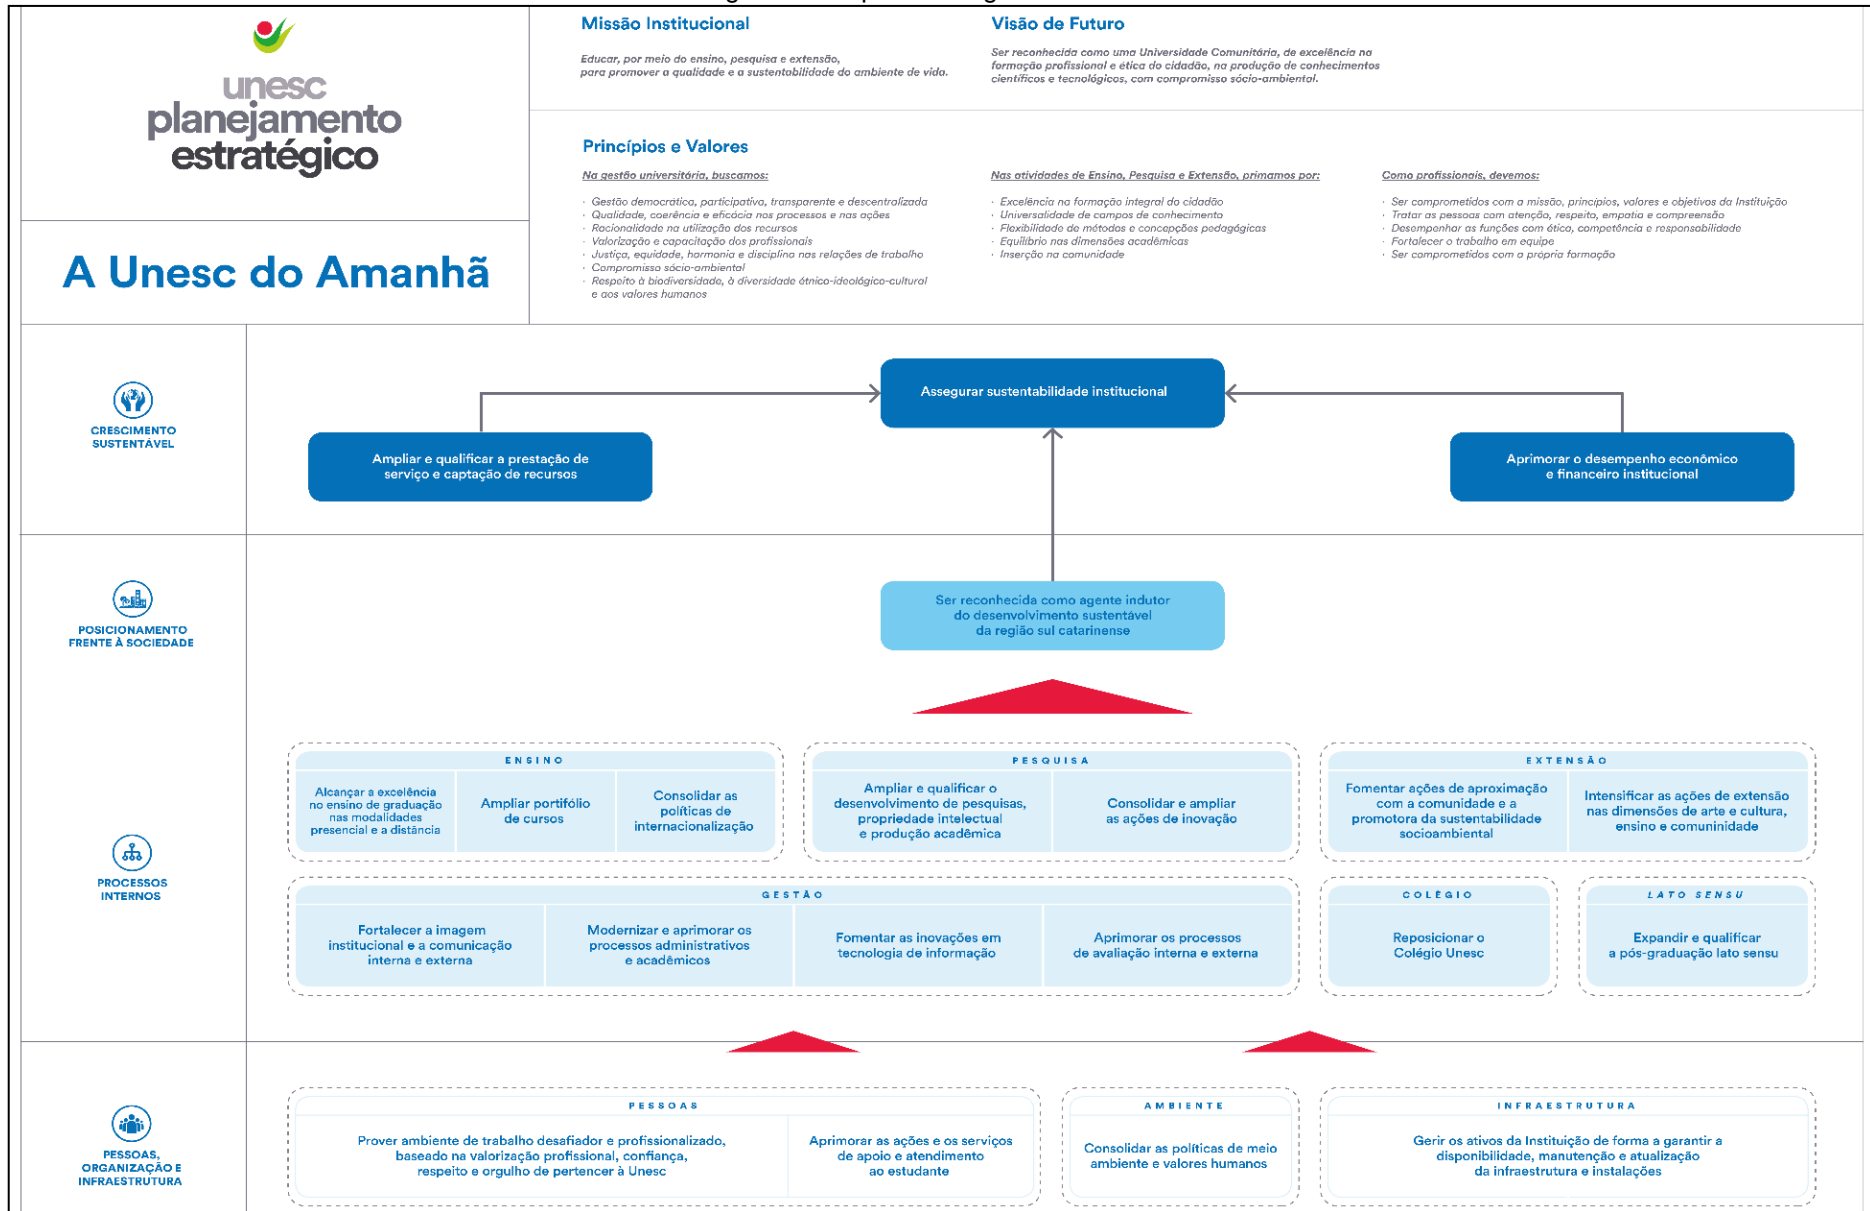 unesc
planejamento
estratégico
A Unesc do Amanhã
Missão Institucional
Educar, por meio do ensino, pesquisa e extensão,
para promover a qualidade e a sustentabilidade do ambiente de vida.
Visão de Futuro
Ser reconhecida como uma Universidade Comunitária, de excelência na
formação profissional e ética do cidadão, na produção de conhecimentos
científicos e tecnológicos, com compromisso sócio-ambiental.
Princípios e Valores
Na gestão universitária, buscamos:
· Gestão democrática, participativa, transparente e descentralizada
· Qualidade, coerência e eficácia nos processos e nas ações
· Racionalidade na utilização dos recursos
· Valorização e capacitação dos profissionais
· Justiça, equidade, harmonia e disciplina nas relações de trabalho
· Compromisso sócio-ambiental
· Respeito à biodiversidade, à diversidade étnico-ideológico-cultural
e aos valores humanos
Nas atividades de Ensino, Pesquisa e Extensão, primamos por:
· Excelência na formação integral do cidadão
· Universalidade de campos de conhecimento
· Flexibilidade de métodos e concepções pedagógicas
· Equilíbrio nas dimensões acadêmicas
· Inserção na comunidade
Como profissionais, devemos:
· Ser comprometidos com a missão, princípios, valores e objetivos da Instituição
· Tratar as pessoas com atenção, respeito, empatia e compreensão
· Desempenhar as funções com ética, competência e responsabilidade
· Fortalecer o trabalho em equipe
· Ser comprometidos com a própria formação
CRESCIMENTO
SUSTENTÁVEL
Assegurar sustentabilidade institucional
Ampliar e qualificar a prestação de
serviço e captação de recursos
Aprimorar o desempenho econômico
e financeiro institucional
POSICIONAMENTO
FRENTE À SOCIEDADE
Ser reconhecida como agente indutor
do desenvolvimento sustentável
da região sul catarinense
PROCESSOS
INTERNOS
ENSINO
Alcançar a excelência
no ensino de graduação
nas modalidades
presencial e a distância
Ampliar portifólio
de cursos
Consolidar as
políticas de
internacionalização
PESQUISA
Ampliar e qualificar o
desenvolvimento de pesquisas,
propriedade intelectual
e produção acadêmica
Consolidar e ampliar
as ações de inovação
EXTENSÃO
Fomentar ações de aproximação
com a comunidade e a
promotora da sustentabilidade
socioambiental
Intensificar as ações de extensão
nas dimensões de arte e cultura,
ensino e comuninidade
GESTÃO
Fortalecer a imagem
institucional e a comunicação
interna e externa
Modernizar e aprimorar os
processos administrativos
e acadêmicos
Fomentar as inovações em
tecnologia de informação
Aprimorar os processos
de avaliação interna e externa
COLÉGIO
Reposicionar o
Colégio Unesc
LATO SENSU
Expandir e qualificar
a pós-graduação lato sensu
PESSOAS,
ORGANIZAÇÃO E
INFRAESTRUTURA
PESSOAS
Prover ambiente de trabalho desafiador e profissionalizado,
baseado na valorização profissional, confiança,
respeito e orgulho de pertencer à Unesc
Aprimorar as ações e os serviços
de apoio e atendimento
ao estudante
AMBIENTE
Consolidar as políticas de meio
ambiente e valores humanos
INFRAESTRUTURA
Gerir os ativos da Instituição de forma a garantir a
disponibilidade, manutenção e atualização
da infraestrutura e instalações